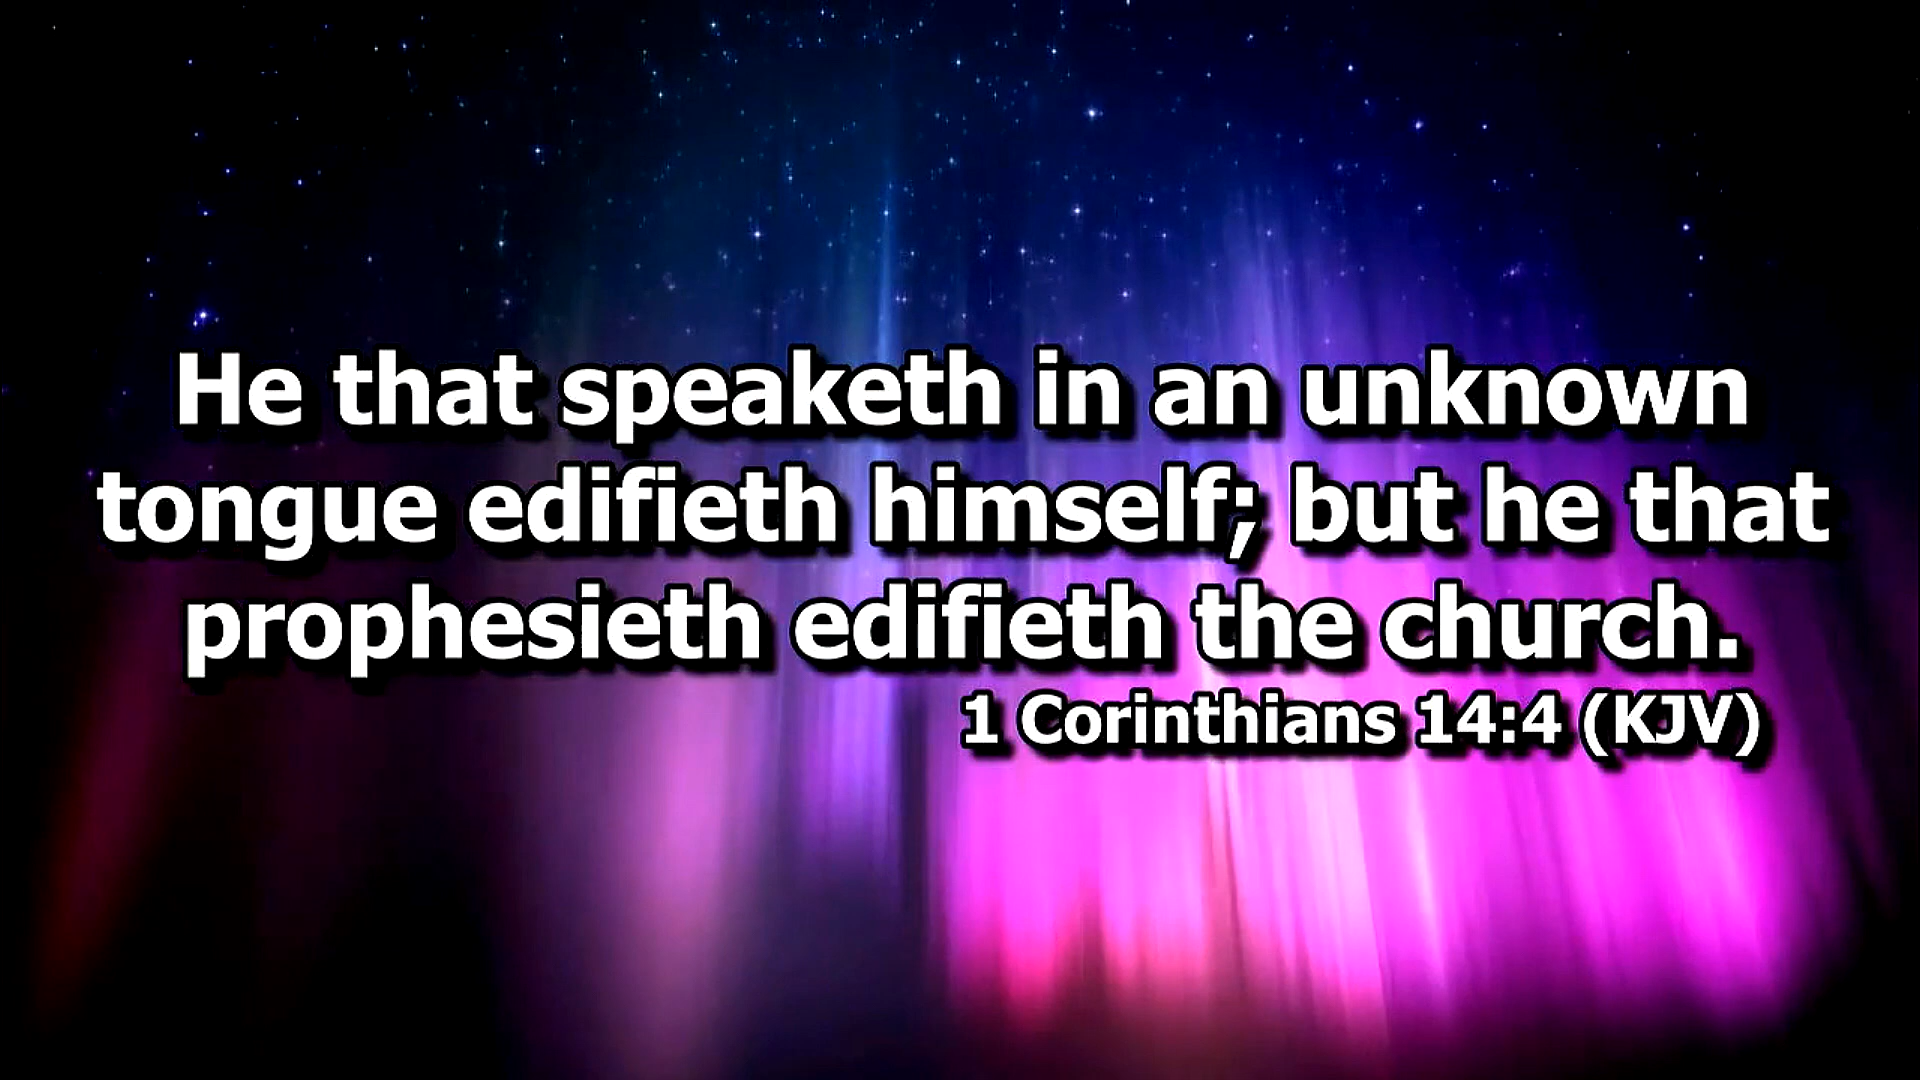 He that speaketh in an unknown
tongue edifieth himself; but he that
prophesieth edifieth the church.
1 Corinthians 14:4 (KJV)